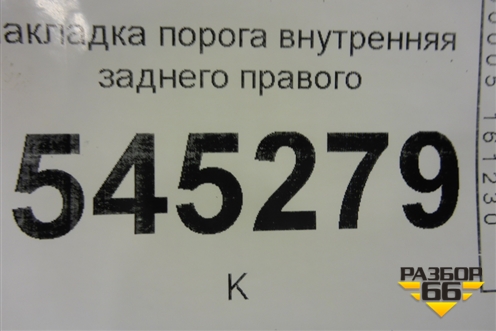 акладка порога внутренняя
заднего правого
545279
К
РАЗБОР
66